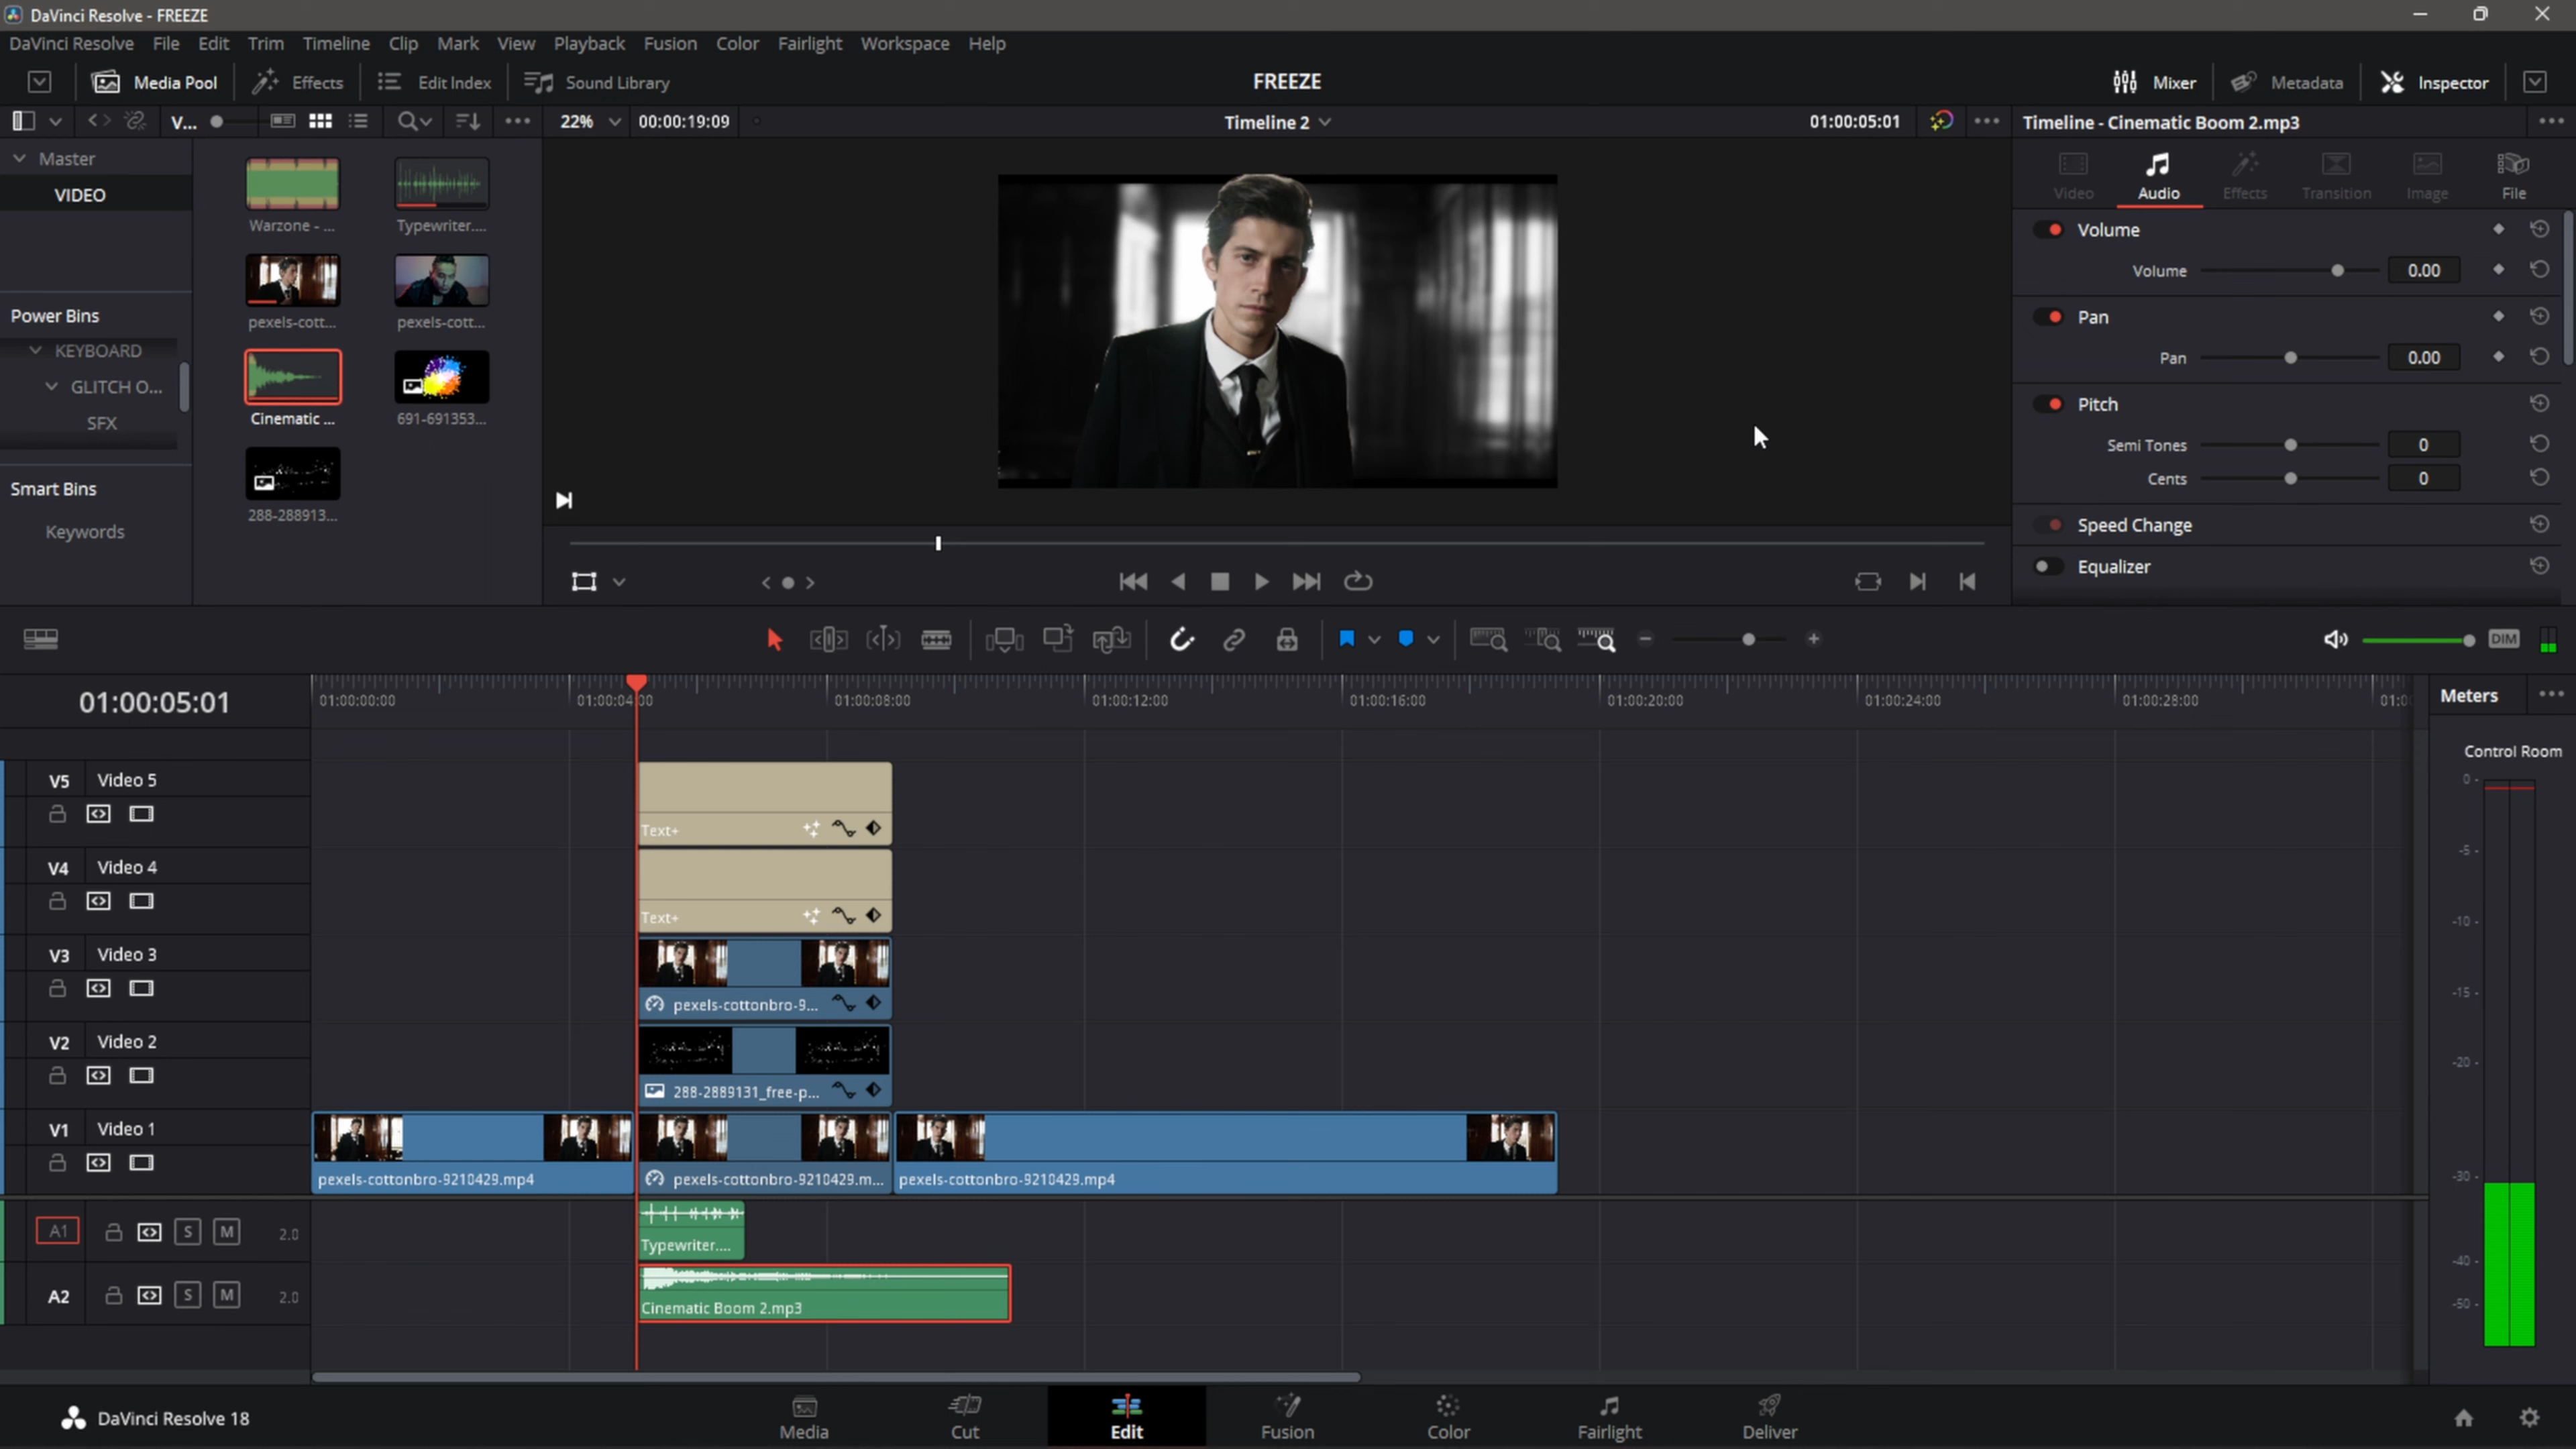 DaVinci Resolve - FREEZE
DaVinci Resolve File Edit Trim Timeline Clip Mark View Playback Fusion Color Fairlight Workspace Help
Media Pool Effects Edit Index Sound Library FREEZE Mixer Metadata Inspector
V... 22% 00:00:19:09 Timeline 2 01:00:05:01 Timeline - Cinematic Boom 2.mp3
Master
VIDEO
Power Bins
KEYBOARD
GLITCH O...
SFX
Smart Bins
Keywords
Warzone - ... Typewriter....
pexels-cott... pexels-cott...
Cinematic ... 691-691353...
288-288913...
Video Audio Effects Transition Image File
Volume
Volume 0.00
Pan
Pan 0.00
Pitch
Semi Tones 0
Cents 0
Speed Change
Equalizer
DIM
01:00:05:01
01:00:00:00 01:00:04:00 01:00:08:00 01:00:12:00 01:00:16:00 01:00:20:00 01:00:24:00 01:00:28:00 01:0
Meters
Control Room
0
-5
-10
-15
-20
-30
-40
-50
V5 Video 5
Text+
V4 Video 4
Text+
V3 Video 3
pexels-cottonbro-9...
V2 Video 2
288-2889131_free-p...
V1 Video 1
pexels-cottonbro-9210429.mp4 pexels-cottonbro-9210429.m... pexels-cottonbro-9210429.mp4
A1 S M 2.0
Typewriter....
A2 S M 2.0
Cinematic Boom 2.mp3
DaVinci Resolve 18
Media Cut Edit Fusion Color Fairlight Deliver